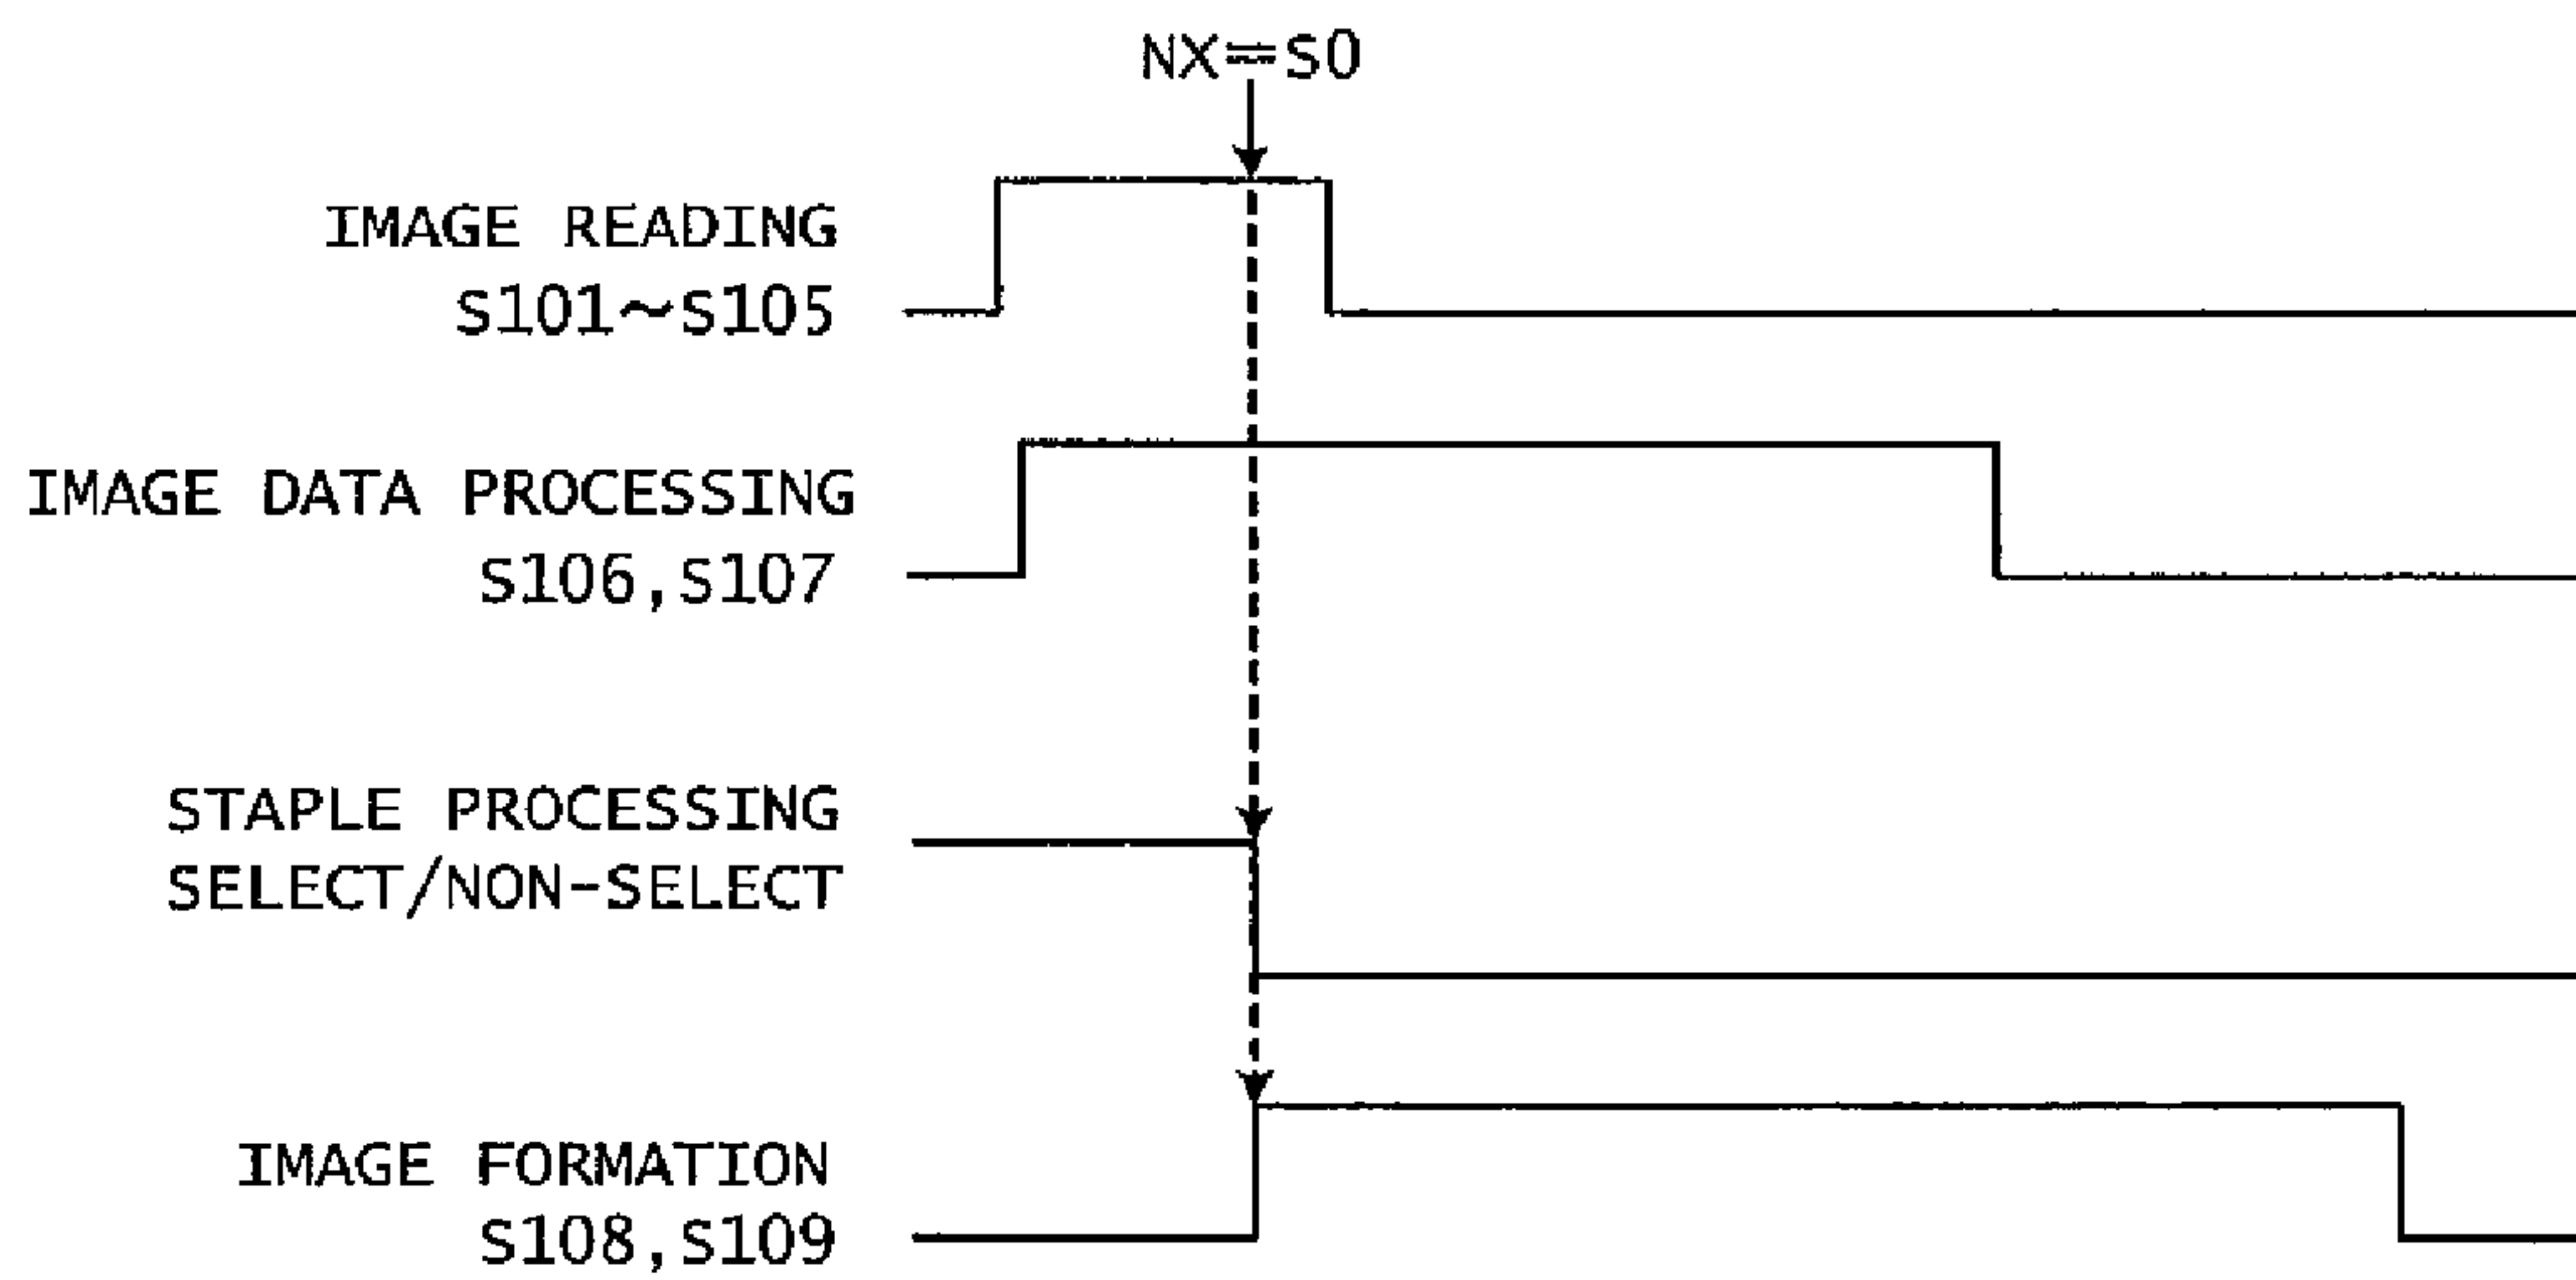 NX=S0
IMAGE READING
S101~S105
IMAGE DATA PROCESSING
S106,S107
STAPLE PROCESSING
SELECT/NON-SELECT
IMAGE FORMATION
S108,S109